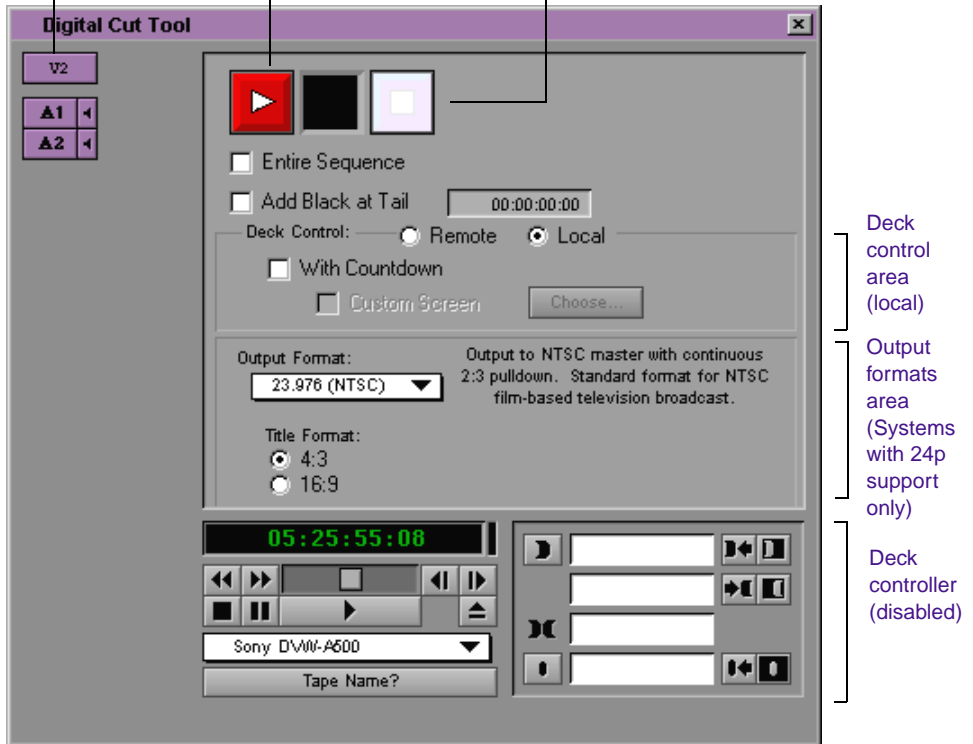 Digital Cut Tool
V2
A1
A2
Entire Sequence
Add Black at Tail 00:00:00:00
Deck Control: Remote Local
With Countdown
Custom Screen Choose...
Output Format:
23.976 (NTSC)
Output to NTSC master with continuous
2:3 pulldown. Standard format for NTSC
film-based television broadcast.
Title Format:
4:3
16:9
05:25:55:08
Sony DVW-A500
Tape Name?
Deck
control
area
(local)
Output
formats
area
(Systems
with 24p
support
only)
Deck
controller
(disabled)